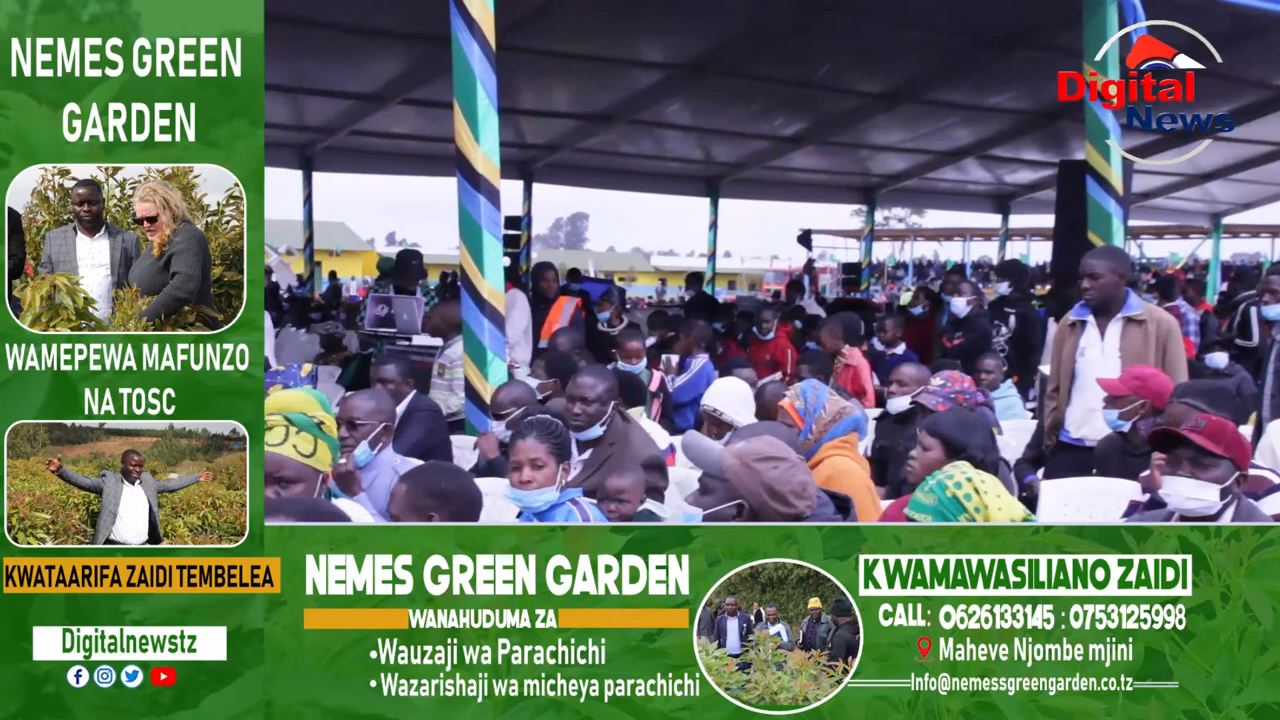 NEMES GREEN
GARDEN
WAMEPEWA MAFUNZO
NA TOSC
KWATAARIFA ZAIDI TEMBELEA
Digitalnewstz
Digital
News
NEMES GREEN GARDEN
WANAHUDUMA ZA
•Wauzaji wa Parachichi
• Wazarishaji wa micheya parachichi
KWAMAWASILIANO ZAIDI
CALL: 0626133145 : 0753125998
Maheve Njombe mjini
Info@nemessgreengarden.co.tz